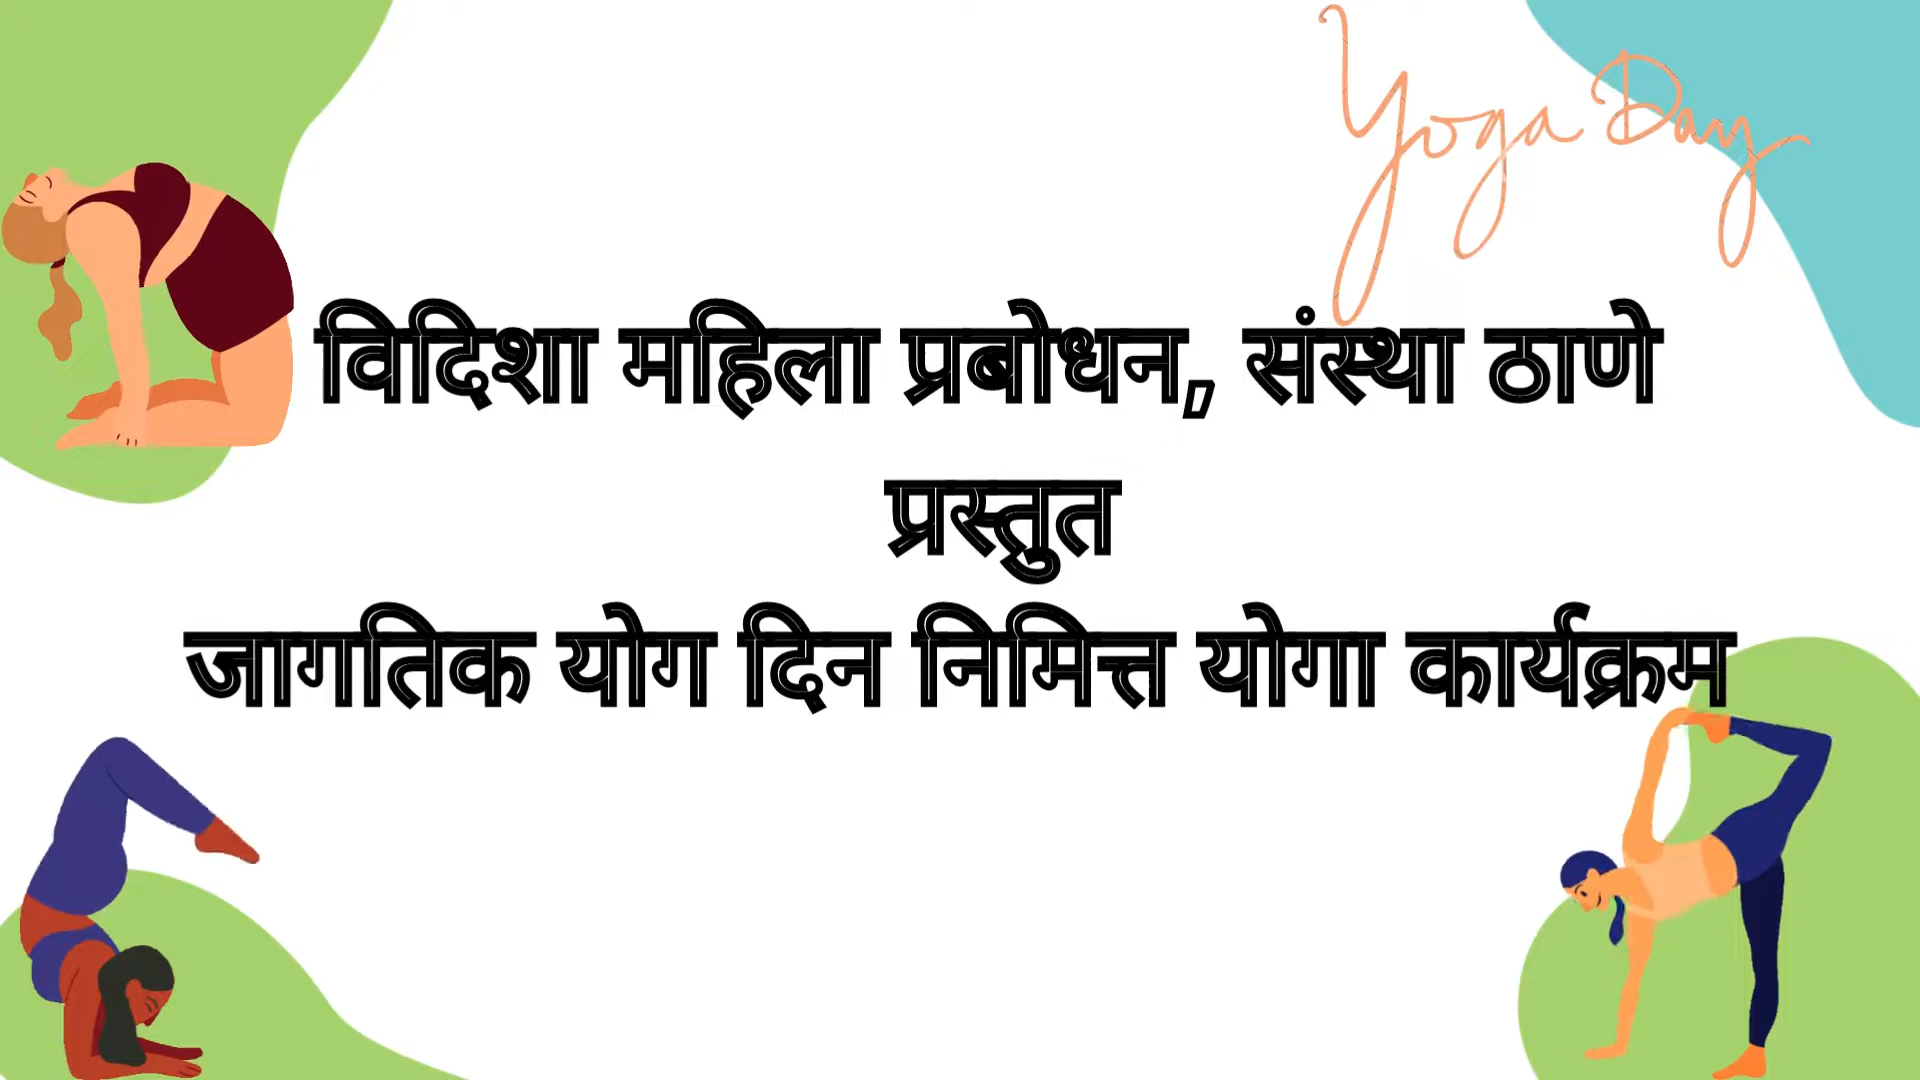 Yoga Day
विदिशा महिला प्रबोधन, संस्था ठाणे
प्रस्तुत
जागतिक योग दिन निमित्त योगा कार्यक्रम